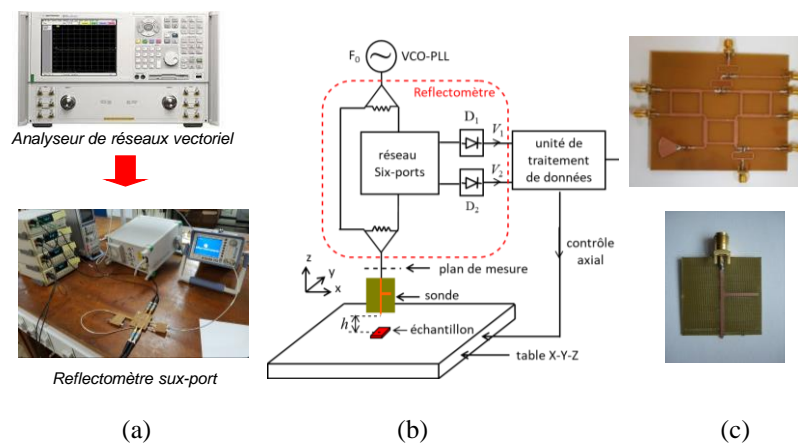 Analyseur de réseaux vectoriel
Reflectomètre sux-port
(a)
F₀
VCO-PLL
Reflectomètre
D₁
V₁
réseau
Six-ports
V₂
D₂
unité de
traitement
de données
contrôle
axial
z
y
x
plan de mesure
sonde
h
échantillon
table X-Y-Z
(b)
(c)